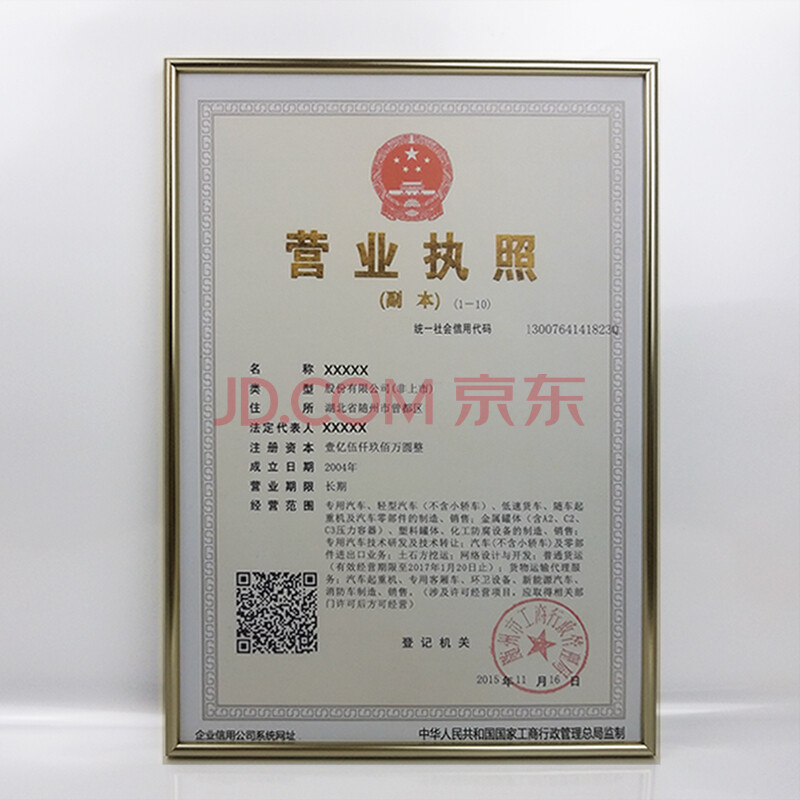 营业执照
(副 本) (1-10)
统一社会信用代码 13007641418230
名 称 XXXXX
类 型 股份有限公司(非上市)
住 所 湖北省随州市曾都区
JD.COM 京东
法定代表人 XXXXX
注册资本 壹亿伍仟玖佰万圆整
成立日期 2004年
营业期限 长期
经营范围 专用汽车、轻型汽车（不含小轿车）、低速货车、随车起
重机及汽车零部件的制造、销售；金属罐体（含A2、C2、
C3压力容器）、塑料罐体、化工防腐设备的制造、销售；
专用汽车技术研发及技术转让；汽车(不含小轿车)及零部
件进出口业务；土石方挖运；网络设计与开发；普通货运
（有效经营期限至2017年1月20日止）；货物运输代理服
务；汽车起重机、专用客厢车、环卫设备、新能源汽车、
消防车制造、销售。（涉及许可经营项目，应取得相关部
门许可后方可经营）
随州市工商行政管理局
登记机关
2015年11月16日
企业信用公司系统网址 中华人民共和国国家工商行政管理总局监制